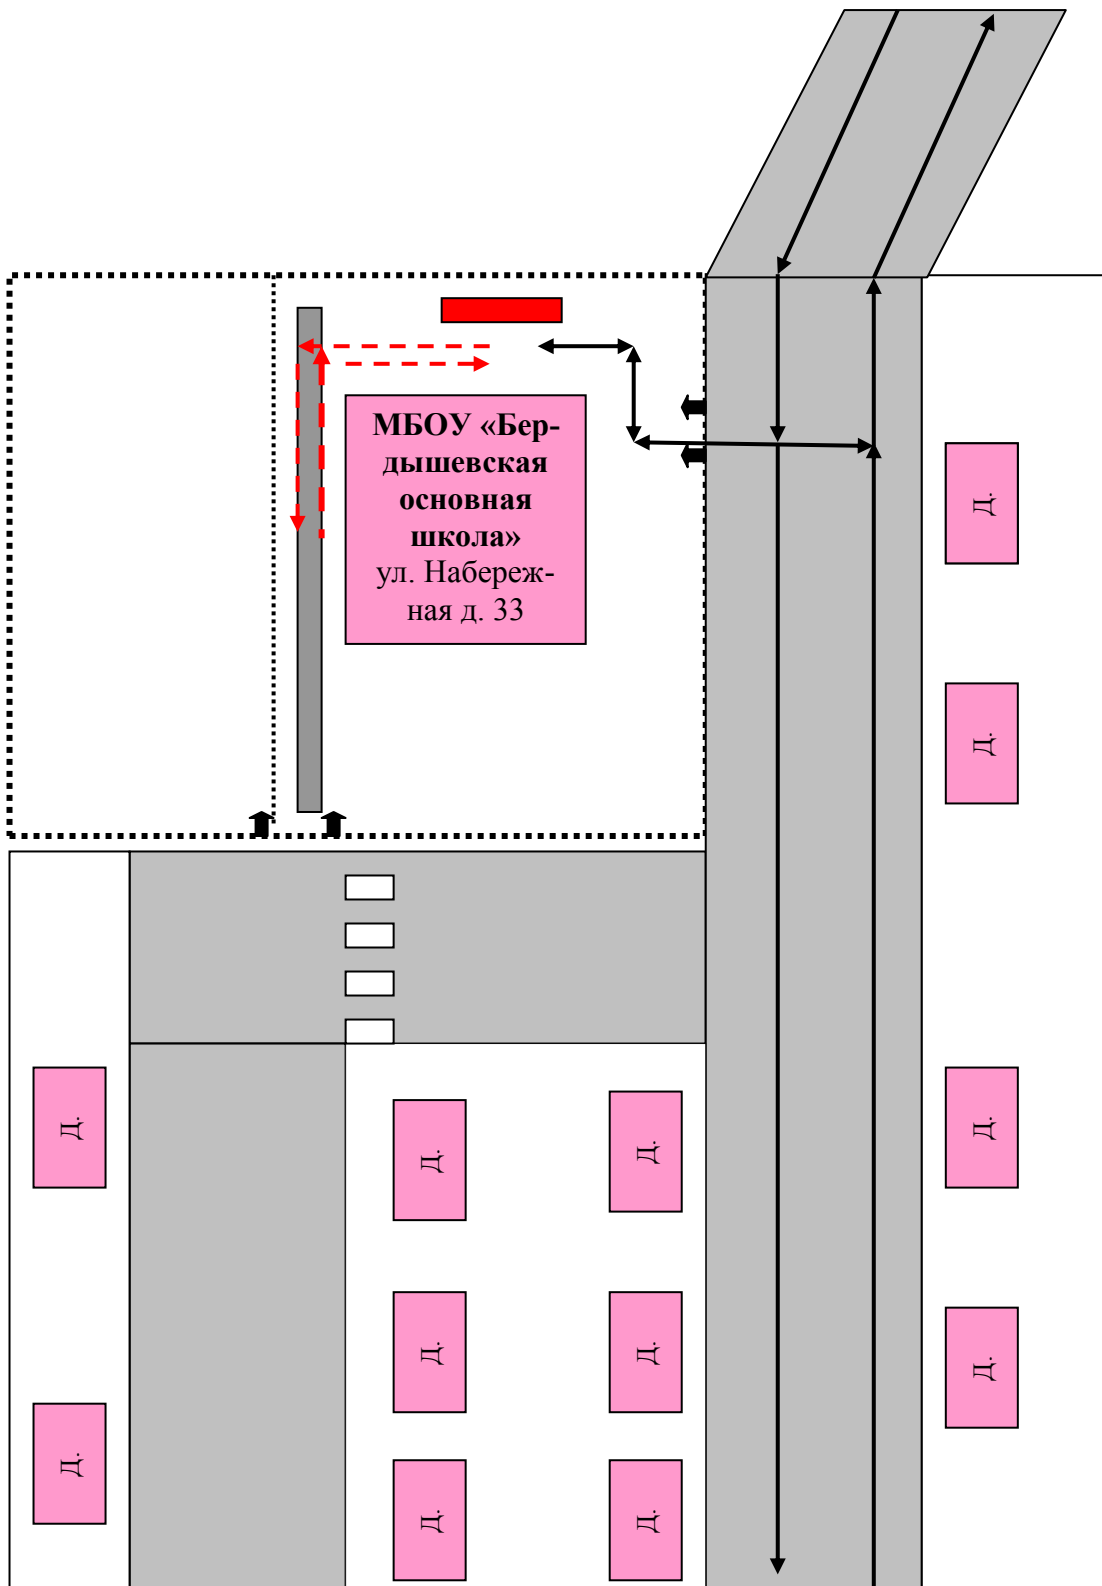 МБОУ «Бер-
дышевская
основная
школа»
ул. Набереж-
ная д. 33
Д.
Д.
Д.
Д.
Д.
Д.
Д.
Д.
Д.
Д.
Д.
Д.